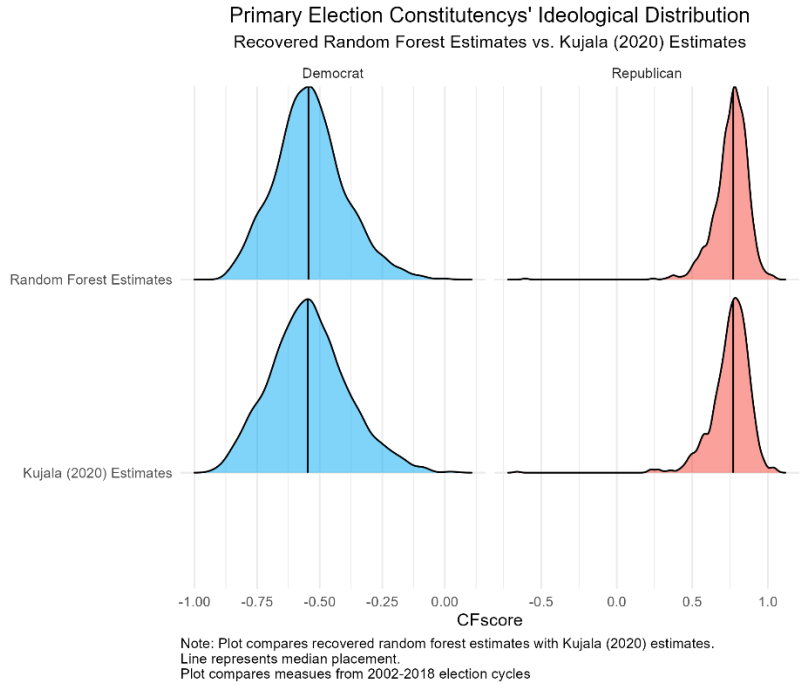 Primary Election Constitutencys' Ideological Distribution
Recovered Random Forest Estimates vs. Kujala (2020) Estimates
Democrat
Republican
Random Forest Estimates
Kujala (2020) Estimates
-1.00 -0.75 -0.50 -0.25 0.00
-0.5 0.0 0.5 1.0
CFscore
Note: Plot compares recovered random forest estimates with Kujala (2020) estimates.
Line represents median placement.
Plot compares measues from 2002-2018 election cycles